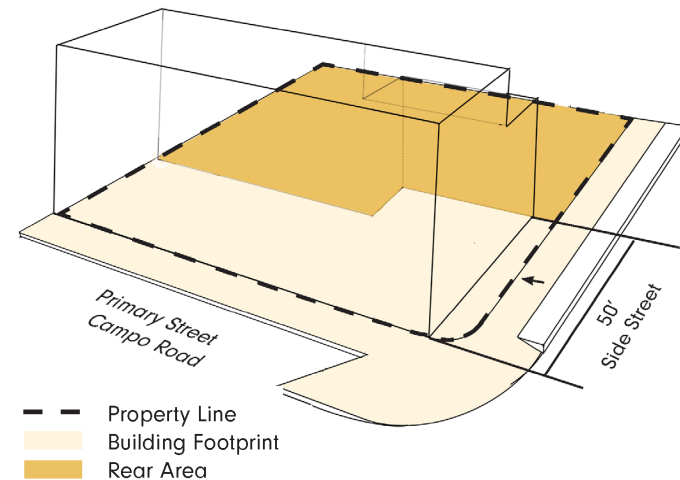 Primary Street
Campo Road
50′
Side Street
Property Line
Building Footprint
Rear Area